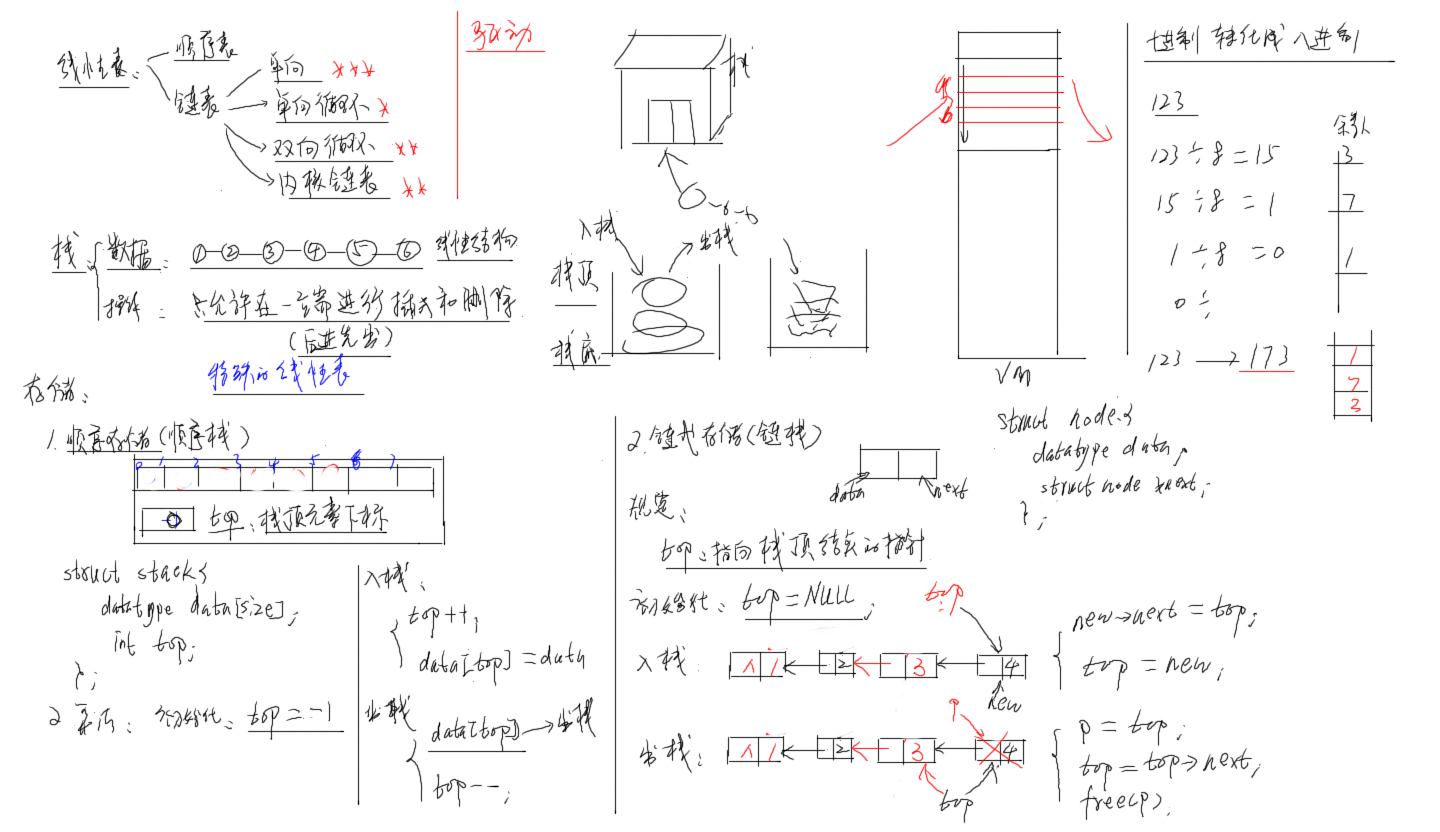 线性表：
顺序表
链表
单向 ***
单向循环 *
双向循环 **
内核链表 **
驱动
栈
入栈
出栈
栈顶
栈底
a
b
VM
十进制 转化成 八进制
123
余数
123 ÷ 8 = 15 3
15 ÷ 8 = 1 7
1 ÷ 8 = 0 1
0 ÷
123 → 173
1
7
3
栈：
数据：① ② ③ ④ ⑤ ⑥ 线性结构
操作：只允许在一端进行插入和删除
（后进先出）
特殊的线性表
存储：
1. 顺序存储（顺序栈）
0 1 2 3 4 5 6 7
top：栈顶元素下标
struct stack{
datatype data[size];
int top;
};
2 算法：初始化：top = -1
入栈：
top++;
data[top] = data
出栈
data[top] → 出栈
top--;
2. 链式存储（链栈）
data
next
struct node{
datatype data;
struct node *next;
};
规定：
top：指向栈顶结点的指针
初始化：top = NULL;
top
入栈：
∧ 1 2 3 4
new
new->next = top;
top = new;
出栈：
p
∧ 1 2 3 4
top
p = top;
top = top->next;
free(p);